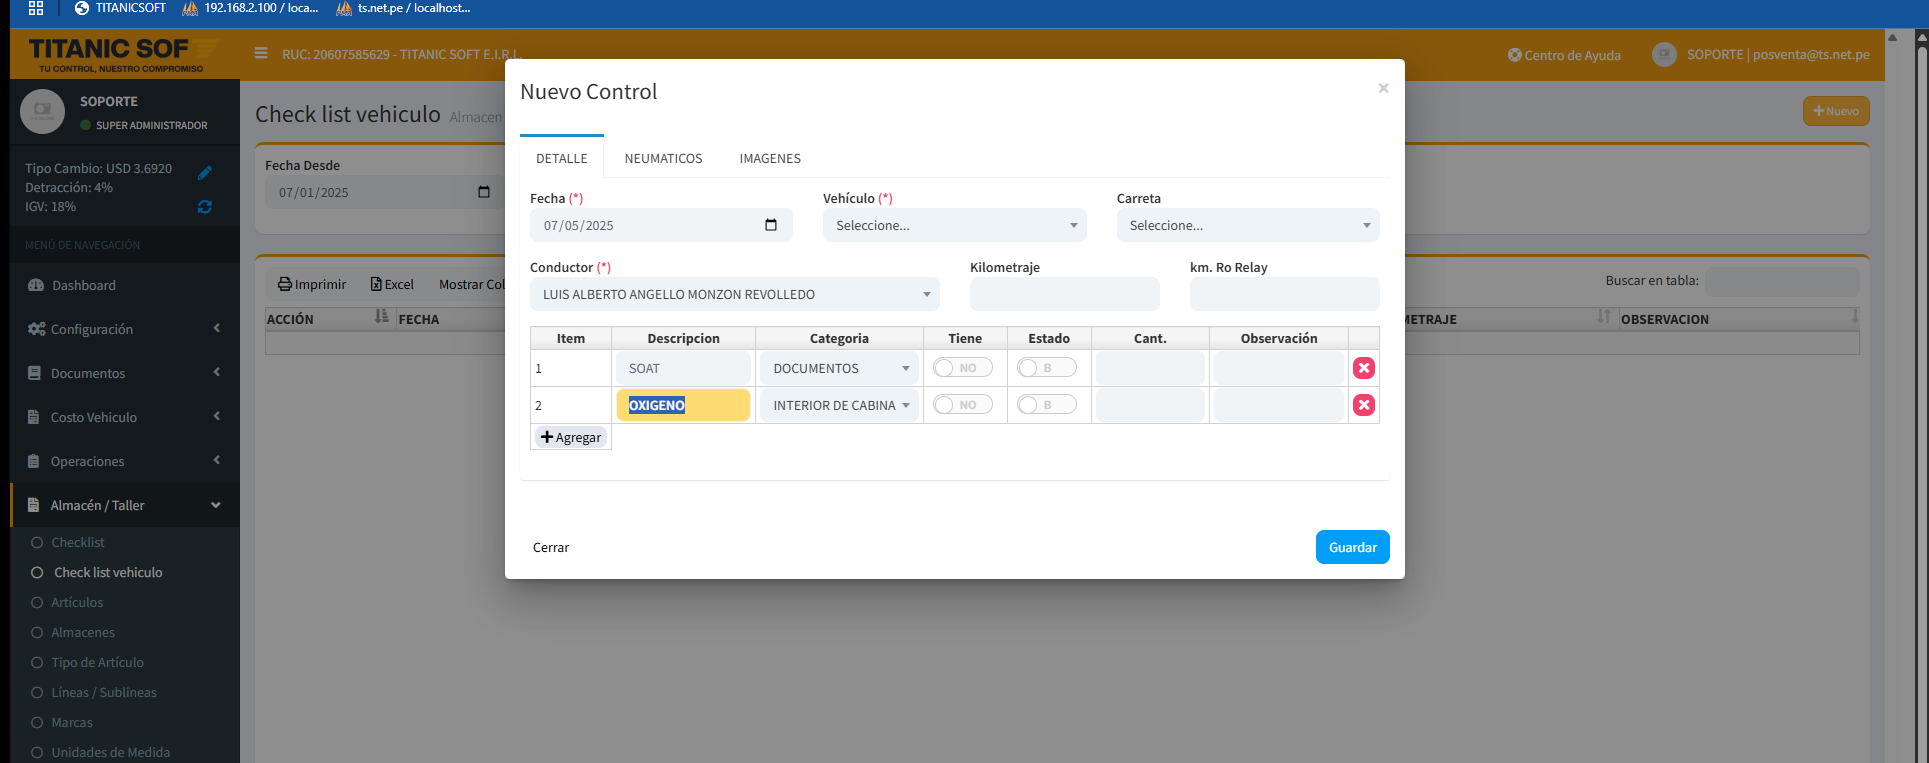 TITANICSOFT 192.168.2.100 / loca... ts.net.pe / localhost...
TITANIC SOF
TU CONTROL, NUESTRO COMPROMISO
RUC: 20607585629 - TITANIC SOFT E.I.R.L.
Centro de Ayuda
SOPORTE | posventa@ts.net.pe
SOPORTE
SUPER ADMINISTRADOR
Tipo Cambio: USD 3.6920
Detracción: 4%
IGV: 18%
MENÚ DE NAVEGACIÓN
Dashboard
Configuración
Documentos
Costo Vehiculo
Operaciones
Almacén / Taller
Checklist
Check list vehiculo
Artículos
Almacenes
Tipo de Artículo
Líneas / Sublineas
Marcas
Unidades de Medida
Check list vehiculo Almacen
Nuevo
Fecha Desde
07/01/2025
Imprimir Excel Mostrar Col
Buscar en tabla:
ACCIÓN FECHA METRAJE OBSERVACION
Nuevo Control
×
DETALLE NEUMATICOS IMAGENES
Fecha (*) Vehículo (*) Carreta
07/05/2025 Seleccione... Seleccione...
Conductor (*) Kilometraje km. Ro Relay
LUIS ALBERTO ANGELLO MONZON REVOLLEDO
Item Descripcion Categoria Tiene Estado Cant. Observación
1 SOAT DOCUMENTOS NO B
2 OXIGENO INTERIOR DE CABINA NO B
Agregar
Cerrar Guardar